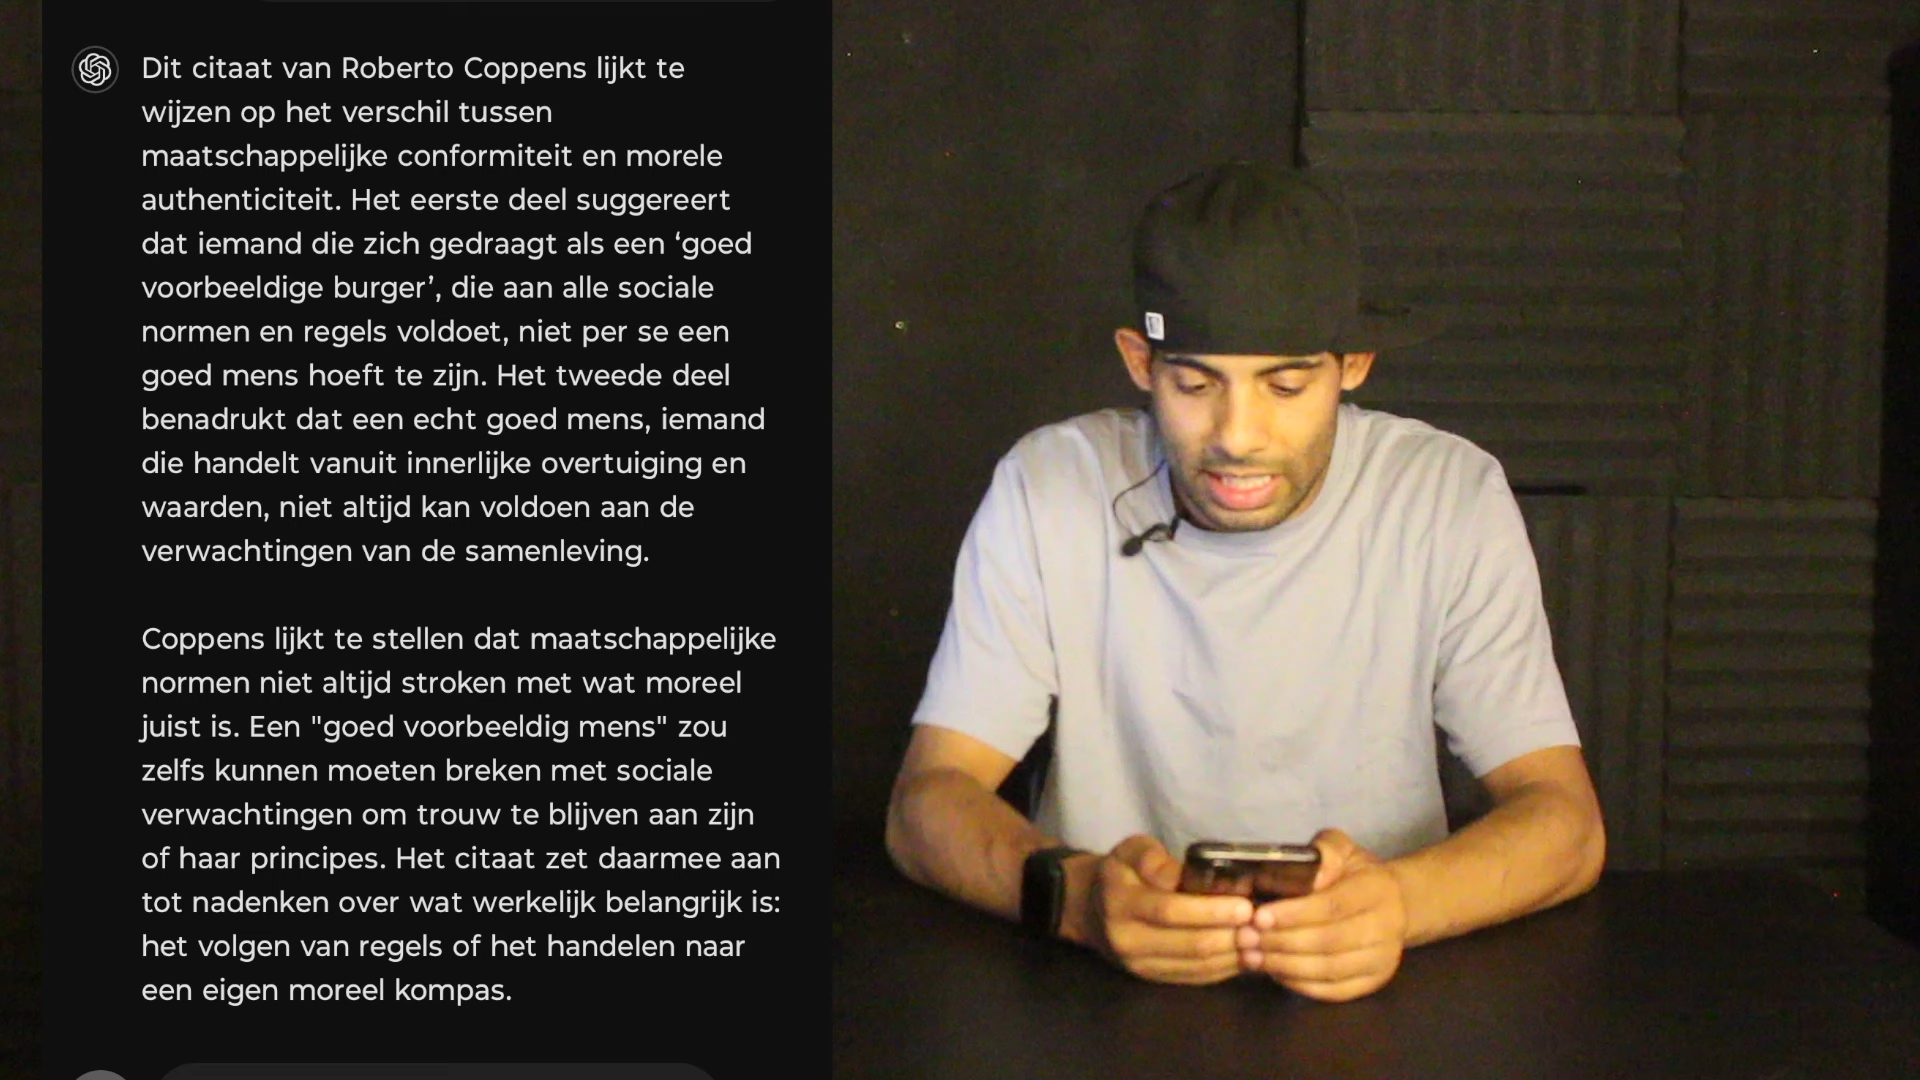 Dit citaat van Roberto Coppens lijkt te
wijzen op het verschil tussen
maatschappelijke conformiteit en morele
authenticiteit. Het eerste deel suggereert
dat iemand die zich gedraagt als een ‘goed
voorbeeldige burger’, die aan alle sociale
normen en regels voldoet, niet per se een
goed mens hoeft te zijn. Het tweede deel
benadrukt dat een echt goed mens, iemand
die handelt vanuit innerlijke overtuiging en
waarden, niet altijd kan voldoen aan de
verwachtingen van de samenleving.
Coppens lijkt te stellen dat maatschappelijke
normen niet altijd stroken met wat moreel
juist is. Een "goed voorbeeldig mens" zou
zelfs kunnen moeten breken met sociale
verwachtingen om trouw te blijven aan zijn
of haar principes. Het citaat zet daarmee aan
tot nadenken over wat werkelijk belangrijk is:
het volgen van regels of het handelen naar
een eigen moreel kompas.